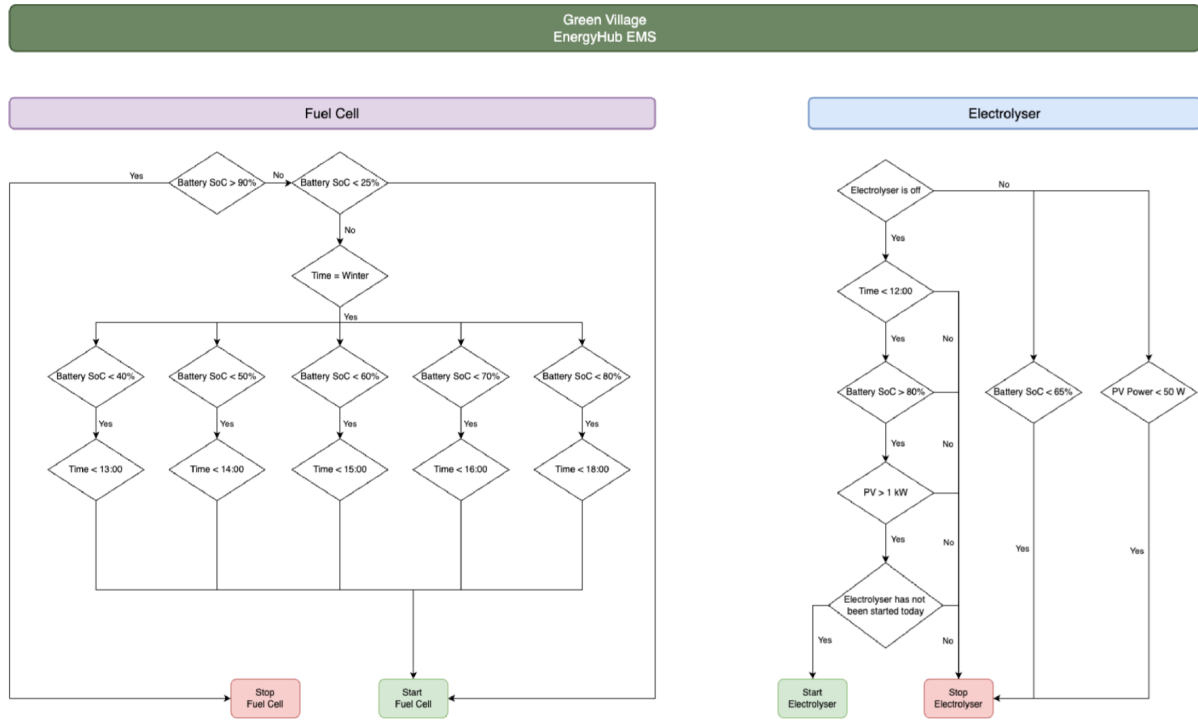 Green Village
EnergyHub EMS
Fuel Cell
Electrolyser
Yes
Battery SoC > 90%
No
Battery SoC < 25%
No
Time = Winter
Yes
Battery SoC < 40%
Battery SoC < 50%
Battery SoC < 60%
Battery SoC < 70%
Battery SoC < 80%
Yes
Yes
Yes
Yes
Yes
Time < 13:00
Time < 14:00
Time < 15:00
Time < 16:00
Time < 18:00
Stop
Fuel Cell
Start
Fuel Cell
Electrolyser is off
No
Yes
Time < 12:00
Yes
No
Battery SoC > 80%
Battery SoC < 65%
PV Power < 50 W
Yes
No
PV > 1 kW
Yes
No
Yes
Yes
Electrolyser has not
been started today
Yes
No
Start
Electrolyser
Stop
Electrolyser